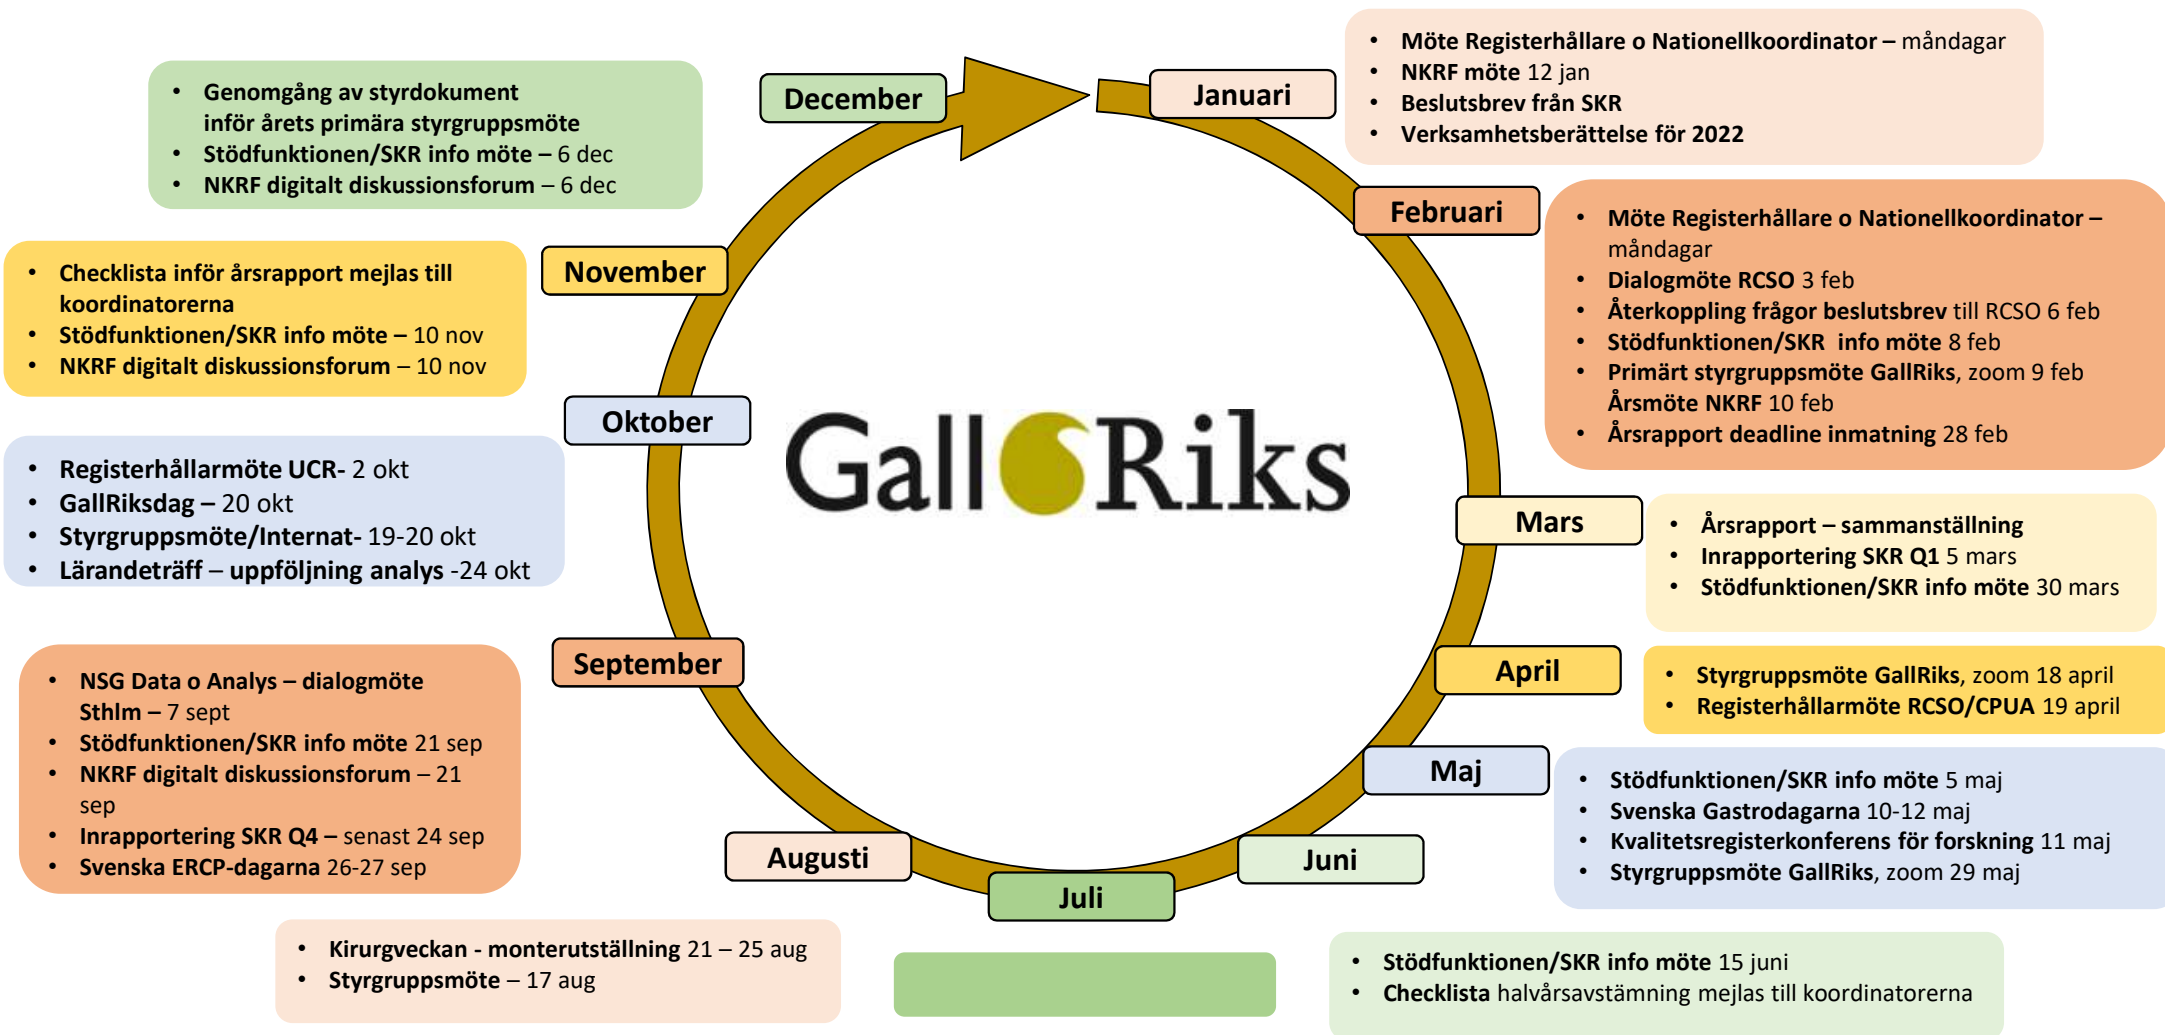 Januari
• Möte Registerhållare o Nationellkoordinator – måndagar
• NKRF möte 12 jan
• Beslutsbrev från SKR
• Verksamhetsberättelse för 2022
Februari
• Möte Registerhållare o Nationellkoordinator –
måndagar
• Dialogmöte RCSO 3 feb
• Återkoppling frågor beslutsbrev till RCSO 6 feb
• Stödfunktionen/SKR  info möte 8 feb
• Primärt styrgruppsmöte GallRiks, zoom 9 feb
Årsmöte NKRF 10 feb
• Årsrapport deadline inmatning 28 feb
Mars
• Årsrapport – sammanställning
• Inrapportering SKR Q1 5 mars
• Stödfunktionen/SKR info möte 30 mars
April
• Styrgruppsmöte GallRiks, zoom 18 april
• Registerhållarmöte RCSO/CPUA 19 april
Maj
• Stödfunktionen/SKR info möte 5 maj
• Svenska Gastrodagarna 10-12 maj
• Kvalitetsregisterkonferens för forskning 11 maj
• Styrgruppsmöte GallRiks, zoom 29 maj
Juni
• Stödfunktionen/SKR info möte 15 juni
• Checklista halvårsavstämning mejlas till koordinatorerna
Juli
Augusti
• Kirurgveckan - monterutställning 21 – 25 aug
• Styrgruppsmöte – 17 aug
September
• NSG Data o Analys – dialogmöte
Sthlm – 7 sept
• Stödfunktionen/SKR info möte 21 sep
• NKRF digitalt diskussionsforum – 21
sep
• Inrapportering SKR Q4 – senast 24 sep
• Svenska ERCP-dagarna 26-27 sep
Oktober
• Registerhållarmöte UCR- 2 okt
• GallRiksdag – 20 okt
• Styrgruppsmöte/Internat- 19-20 okt
• Lärandeträff – uppföljning analys -24 okt
November
• Checklista inför årsrapport mejlas till
koordinatorerna
• Stödfunktionen/SKR info möte – 10 nov
• NKRF digitalt diskussionsforum – 10 nov
December
• Genomgång av styrdokument
inför årets primära styrgruppsmöte
• Stödfunktionen/SKR info möte – 6 dec
• NKRF digitalt diskussionsforum – 6 dec
Gall Riks